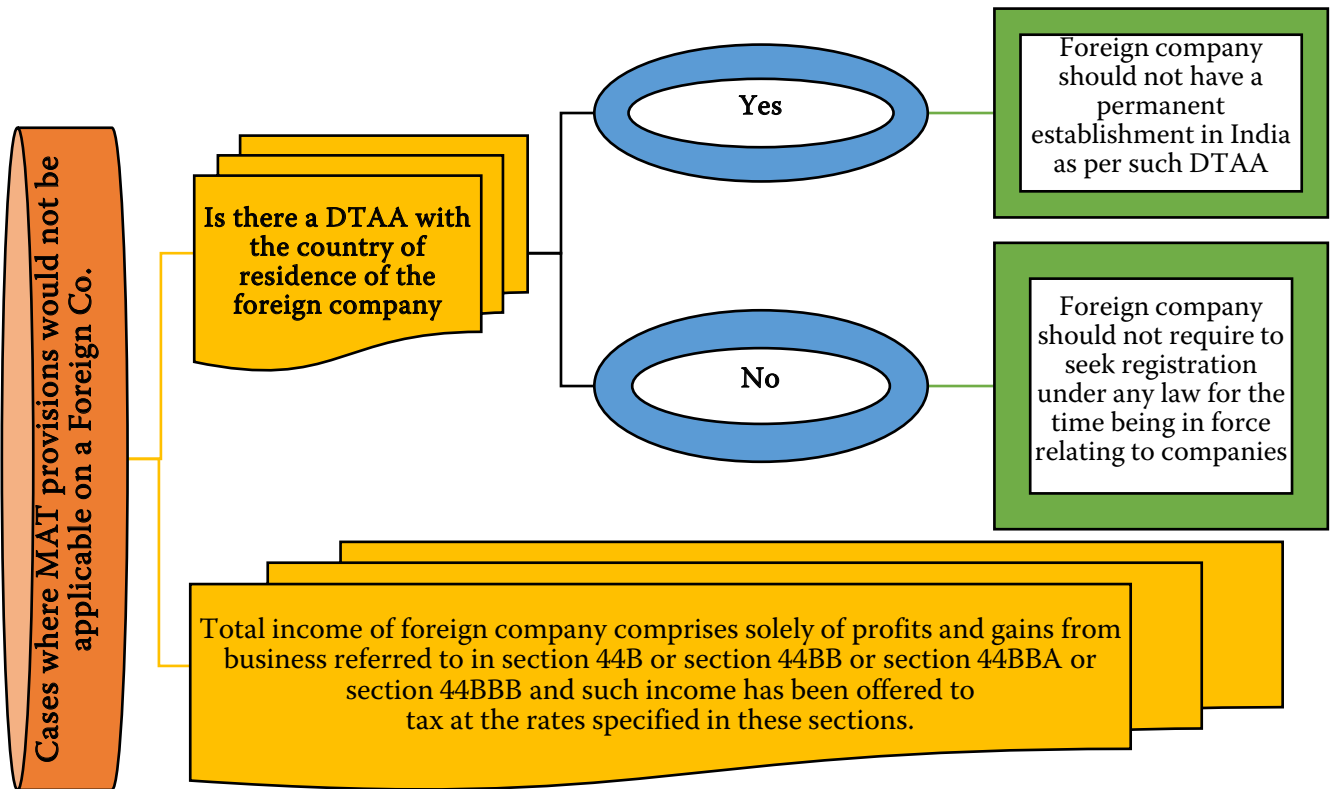 Cases where MAT provisions would not be
applicable on a Foreign Co.
Is there a DTAA with
the country of
residence of the
foreign company
Yes
Foreign company
should not have a
permanent
establishment in India
as per such DTAA
No
Foreign company
should not require to
seek registration
under any law for the
time being in force
relating to companies
Total income of foreign company comprises solely of profits and gains from
business referred to in section 44B or section 44BB or section 44BBA or
section 44BBB and such income has been offered to
tax at the rates specified in these sections.